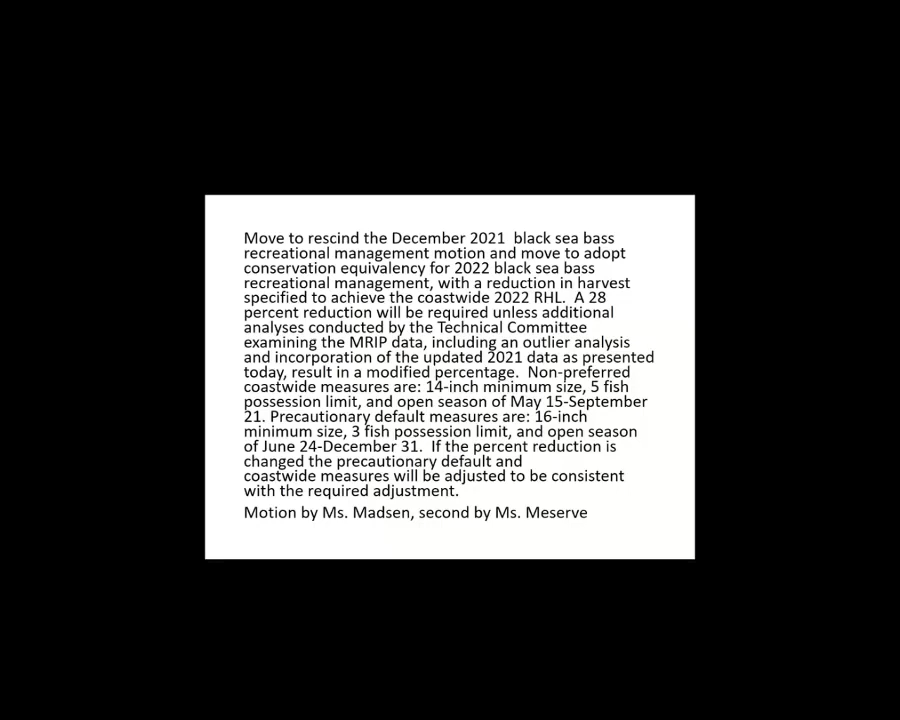 Move to rescind the December 2021  black sea bass
recreational management motion and move to adopt
conservation equivalency for 2022 black sea bass
recreational management, with a reduction in harvest
specified to achieve the coastwide 2022 RHL.  A 28
percent reduction will be required unless additional
analyses conducted by the Technical Committee
examining the MRIP data, including an outlier analysis
and incorporation of the updated 2021 data as presented
today, result in a modified percentage.  Non-preferred
coastwide measures are: 14-inch minimum size, 5 fish
possession limit, and open season of May 15-September
21. Precautionary default measures are: 16-inch
minimum size, 3 fish possession limit, and open season
of June 24-December 31.  If the percent reduction is
changed the precautionary default and
coastwide measures will be adjusted to be consistent
with the required adjustment.
Motion by Ms. Madsen, second by Ms. Meserve